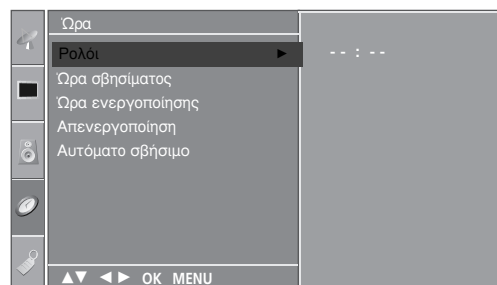 Ώρα
Ρολόι ► -- : --
Ώρα σβησίματος
Ώρα ενεργοποίησης
Απενεργοποίηση
Αυτόματο σβήσιμο
▲▼ ◄► OK MENU